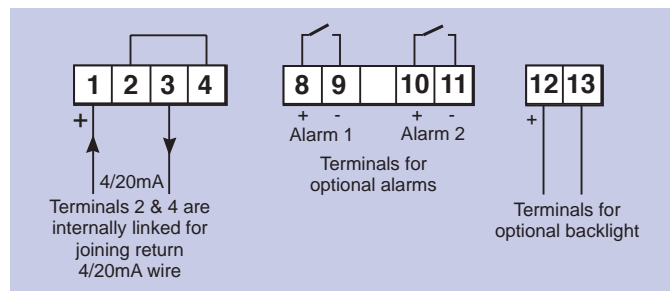 1 2 3 4
+
4/20mA
Terminals 2 & 4 are
internally linked for
joining return
4/20mA wire
8 9 10 11
+ - + -
Alarm 1 Alarm 2
Terminals for
optional alarms
12 13
+
Terminals for
optional backlight